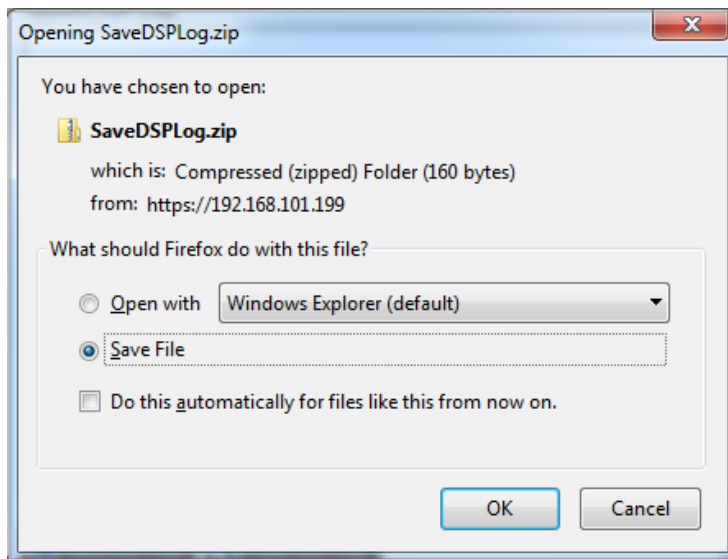 Opening SaveDSPLog.zip
You have chosen to open:
SaveDSPLog.zip
which is: Compressed (zipped) Folder (160 bytes)
from: https://192.168.101.199
What should Firefox do with this file?
Open with Windows Explorer (default)
Save File
Do this automatically for files like this from now on.
OK Cancel